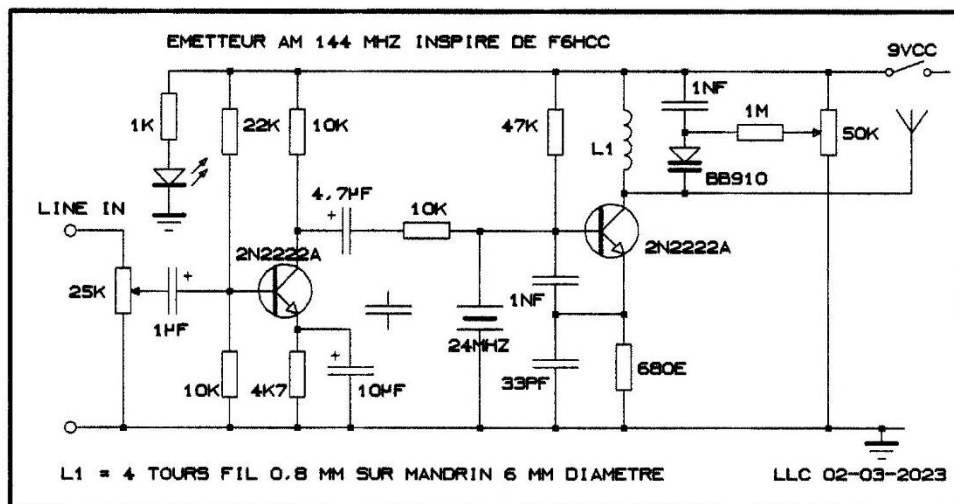 EMETTEUR AM 144 MHZ INSPIRE DE F6HCC
9VCC
1NF
1K
22K
10K
47K
L1
1M
50K
BB910
4,7µF
10K
LINE IN
2N2222A
2N2222A
25K
1µF
1NF
24MHZ
10K
4K7
10µF
33PF
680E
L1 = 4 TOURS FIL 0.8 MM SUR MANDRIN 6 MM DIAMETRE
LLC 02-03-2023